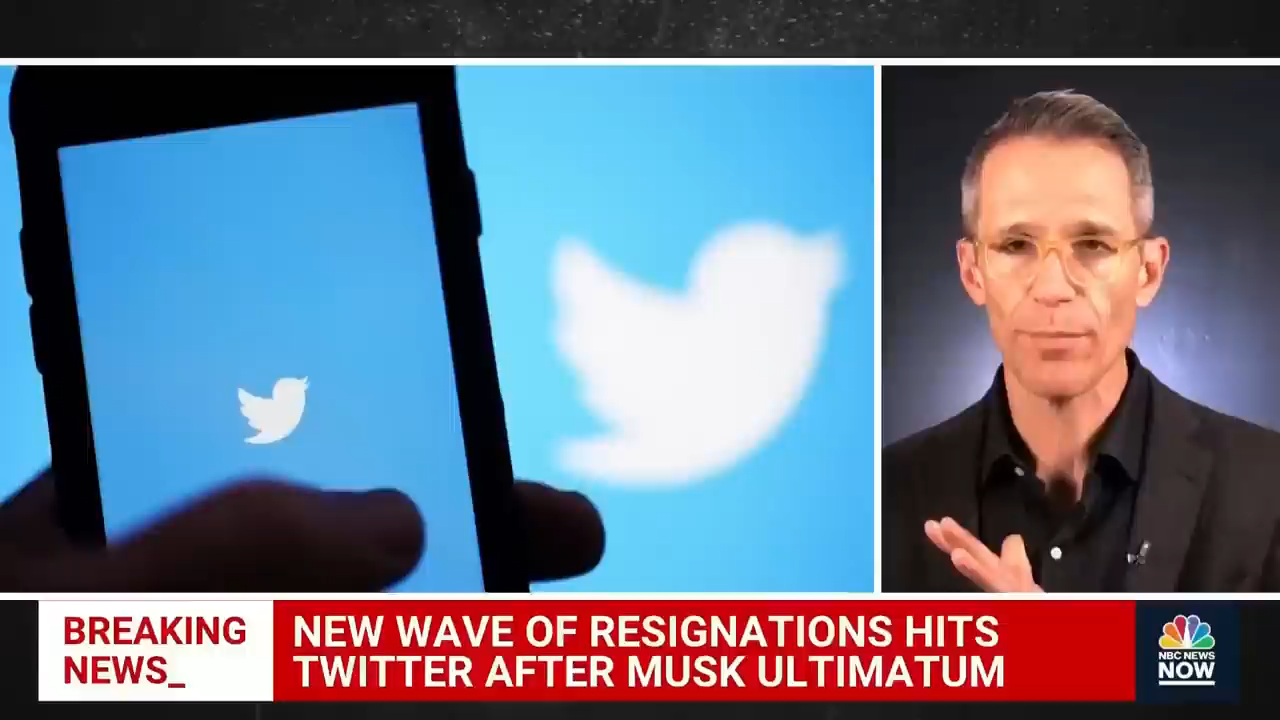 BREAKING
NEWS_
NEW WAVE OF RESIGNATIONS HITS
TWITTER AFTER MUSK ULTIMATUM
NBC NEWS
NOW